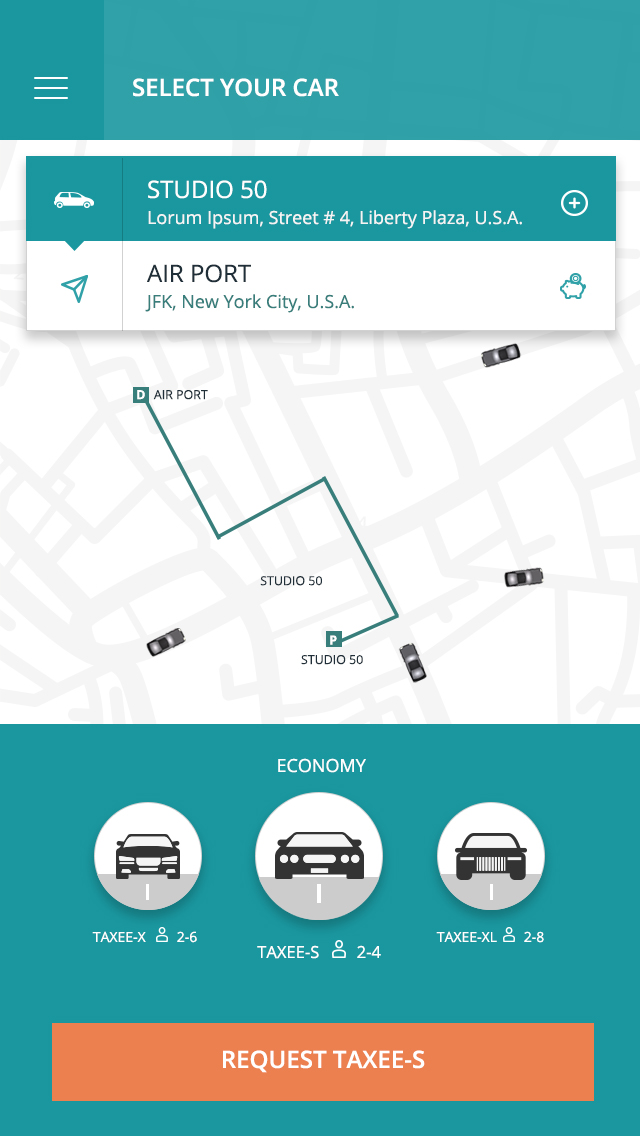 SELECT YOUR CAR
STUDIO 50
Lorum Ipsum, Street # 4, Liberty Plaza, U.S.A.
AIR PORT
JFK, New York City, U.S.A.
D AIR PORT
STUDIO 50
P
STUDIO 50
ECONOMY
TAXEE-X 2-6
TAXEE-S 2-4
TAXEE-XL 2-8
REQUEST TAXEE-S